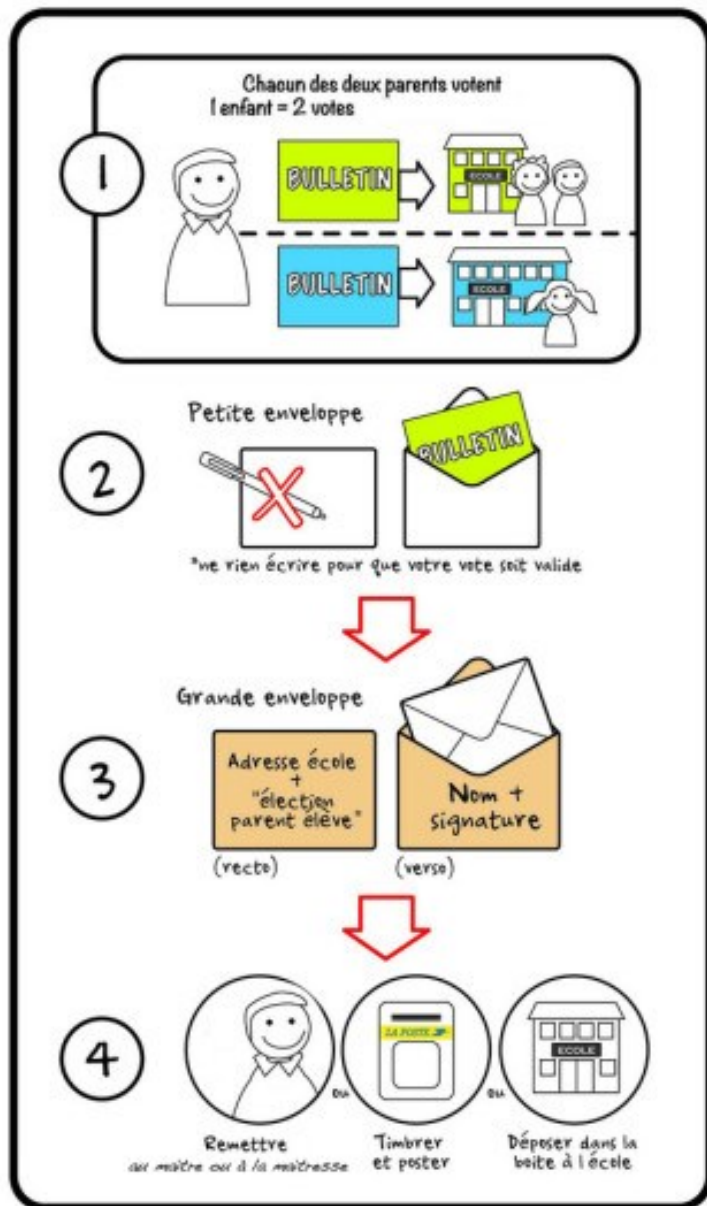 Chacun des deux parents votent
1 enfant = 2 votes
1
BULLETIN
ECOLE
BULLETIN
ECOLE
2
Petite enveloppe
BULLETIN
*ne rien écrire pour que votre vote soit valide
3
Grande enveloppe
Adresse école
+
"élection
parent élève"
(recto)
Nom +
signature
(verso)
4
LA POSTE
ECOLE
ou
ou
Remettre
au maître ou à la maîtresse
Timbrer
et poster
Déposer dans la
boite à l'école